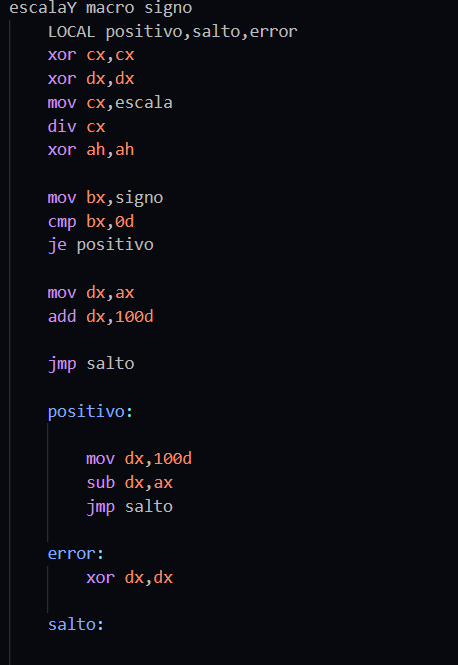 escalaY macro signo
LOCAL positivo,salto,error
xor cx,cx
xor dx,dx
mov cx,escala
div cx
xor ah,ah
mov bx,signo
cmp bx,0d
je positivo
mov dx,ax
add dx,100d
jmp salto
positivo:
mov dx,100d
sub dx,ax
jmp salto
error:
xor dx,dx
salto: